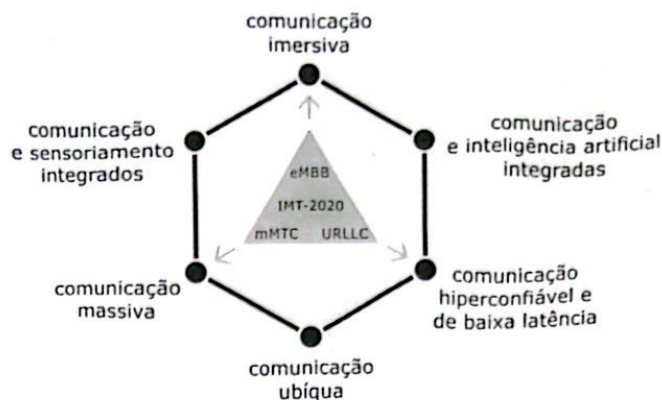 comunicação
imersiva
comunicação
e sensoriamento
integrados
comunicação
e inteligência artificial
integradas
eMBB
IMT-2020
mMTC URLLC
comunicação
massiva
comunicação
hiperconfiável e
de baixa latência
comunicação
ubíqua